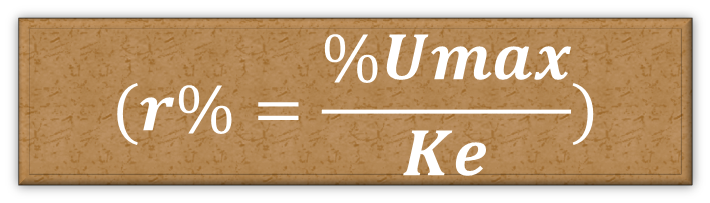 (r% = %Umax / Ke)